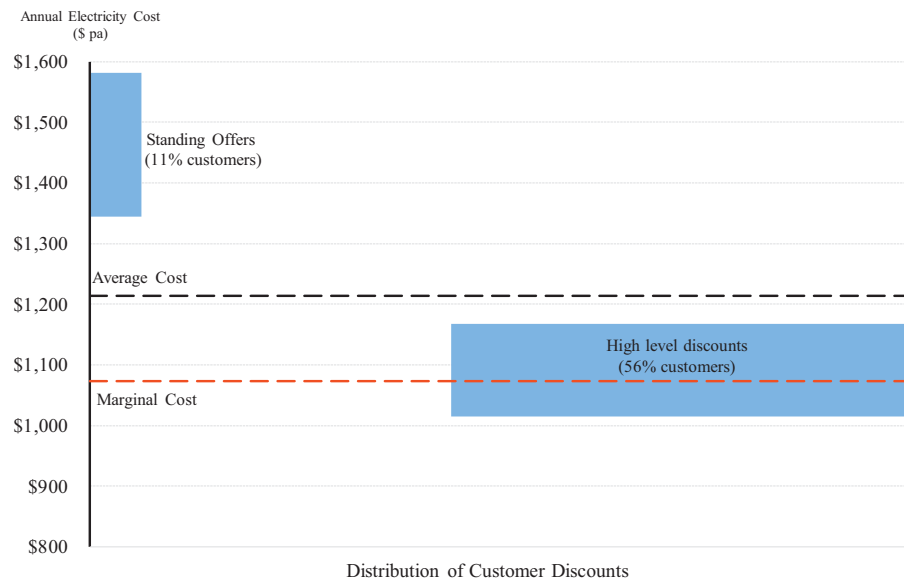 Annual Electricity Cost
($ pa)
$1,600
$1,500
Standing Offers
(11% customers)
$1,400
$1,300
Average Cost
$1,200
High level discounts
(56% customers)
$1,100
Marginal Cost
$1,000
$900
$800
Distribution of Customer Discounts